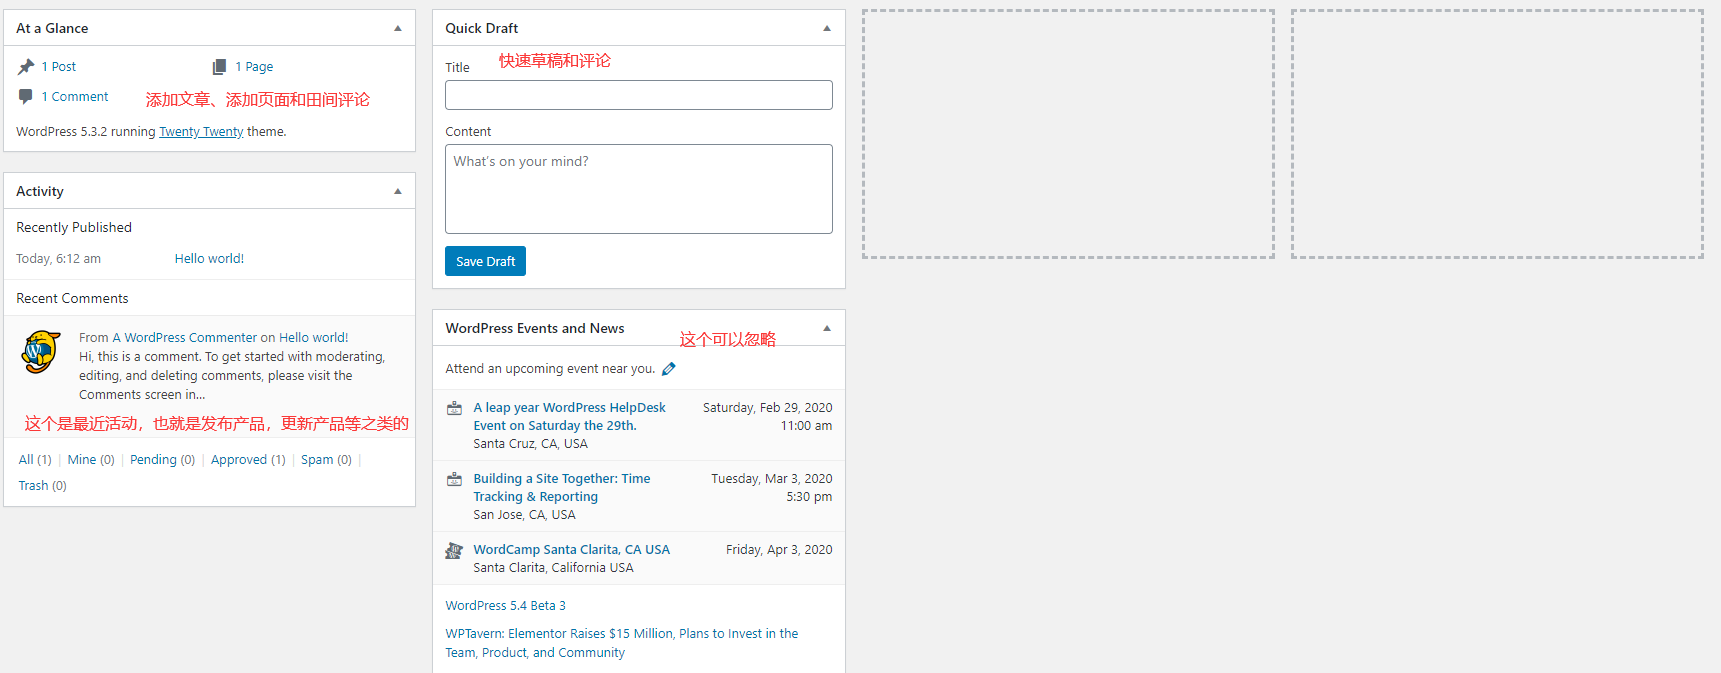 At a Glance
1 Post
1 Page
1 Comment
添加文章、添加页面和田间评论
WordPress 5.3.2 running Twenty Twenty theme.
Activity
Recently Published
Today, 6:12 am
Hello world!
Recent Comments
From A WordPress Commenter on Hello world!
Hi, this is a comment. To get started with moderating,
editing, and deleting comments, please visit the
Comments screen in…
这个是最近活动，也就是发布产品，更新产品等之类的
All (1) | Mine (0) | Pending (0) | Approved (1) | Spam (0) |
Trash (0)
Quick Draft
快速草稿和评论
Title
Content
What's on your mind?
Save Draft
WordPress Events and News
这个可以忽略
Attend an upcoming event near you.
A leap year WordPress HelpDesk
Event on Saturday the 29th.
Santa Cruz, CA, USA
Saturday, Feb 29, 2020
11:00 am
Building a Site Together: Time
Tracking & Reporting
San Jose, CA, USA
Tuesday, Mar 3, 2020
5:30 pm
WordCamp Santa Clarita, CA USA
Santa Clarita, California USA
Friday, Apr 3, 2020
WordPress 5.4 Beta 3
WPTavern: Elementor Raises $15 Million, Plans to Invest in the
Team, Product, and Community